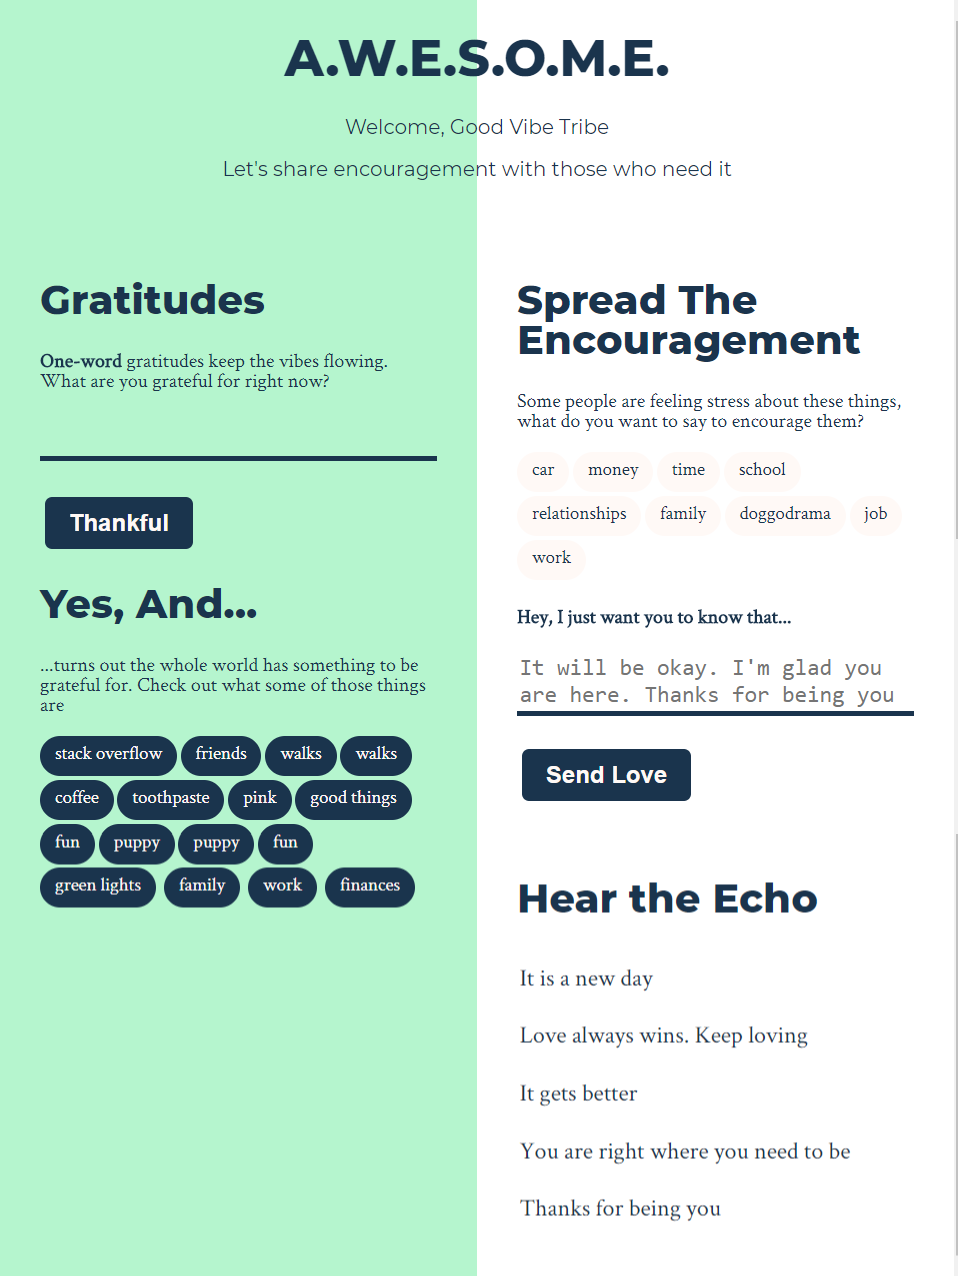 A.W.E.S.O.M.E.
Welcome, Good Vibe Tribe
Let's share encouragement with those who need it
Gratitudes
One-word gratitudes keep the vibes flowing.
What are you grateful for right now?
Thankful
Yes, And...
...turns out the whole world has something to be
grateful for. Check out what some of those things
are
stack overflow friends walks walks
coffee toothpaste pink good things
fun puppy puppy fun
green lights family work finances
Spread The
Encouragement
Some people are feeling stress about these things,
what do you want to say to encourage them?
car money time school
relationships family doggodrama job
work
Hey, I just want you to know that...
It will be okay. I'm glad you
are here. Thanks for being you
Send Love
Hear the Echo
It is a new day
Love always wins. Keep loving
It gets better
You are right where you need to be
Thanks for being you